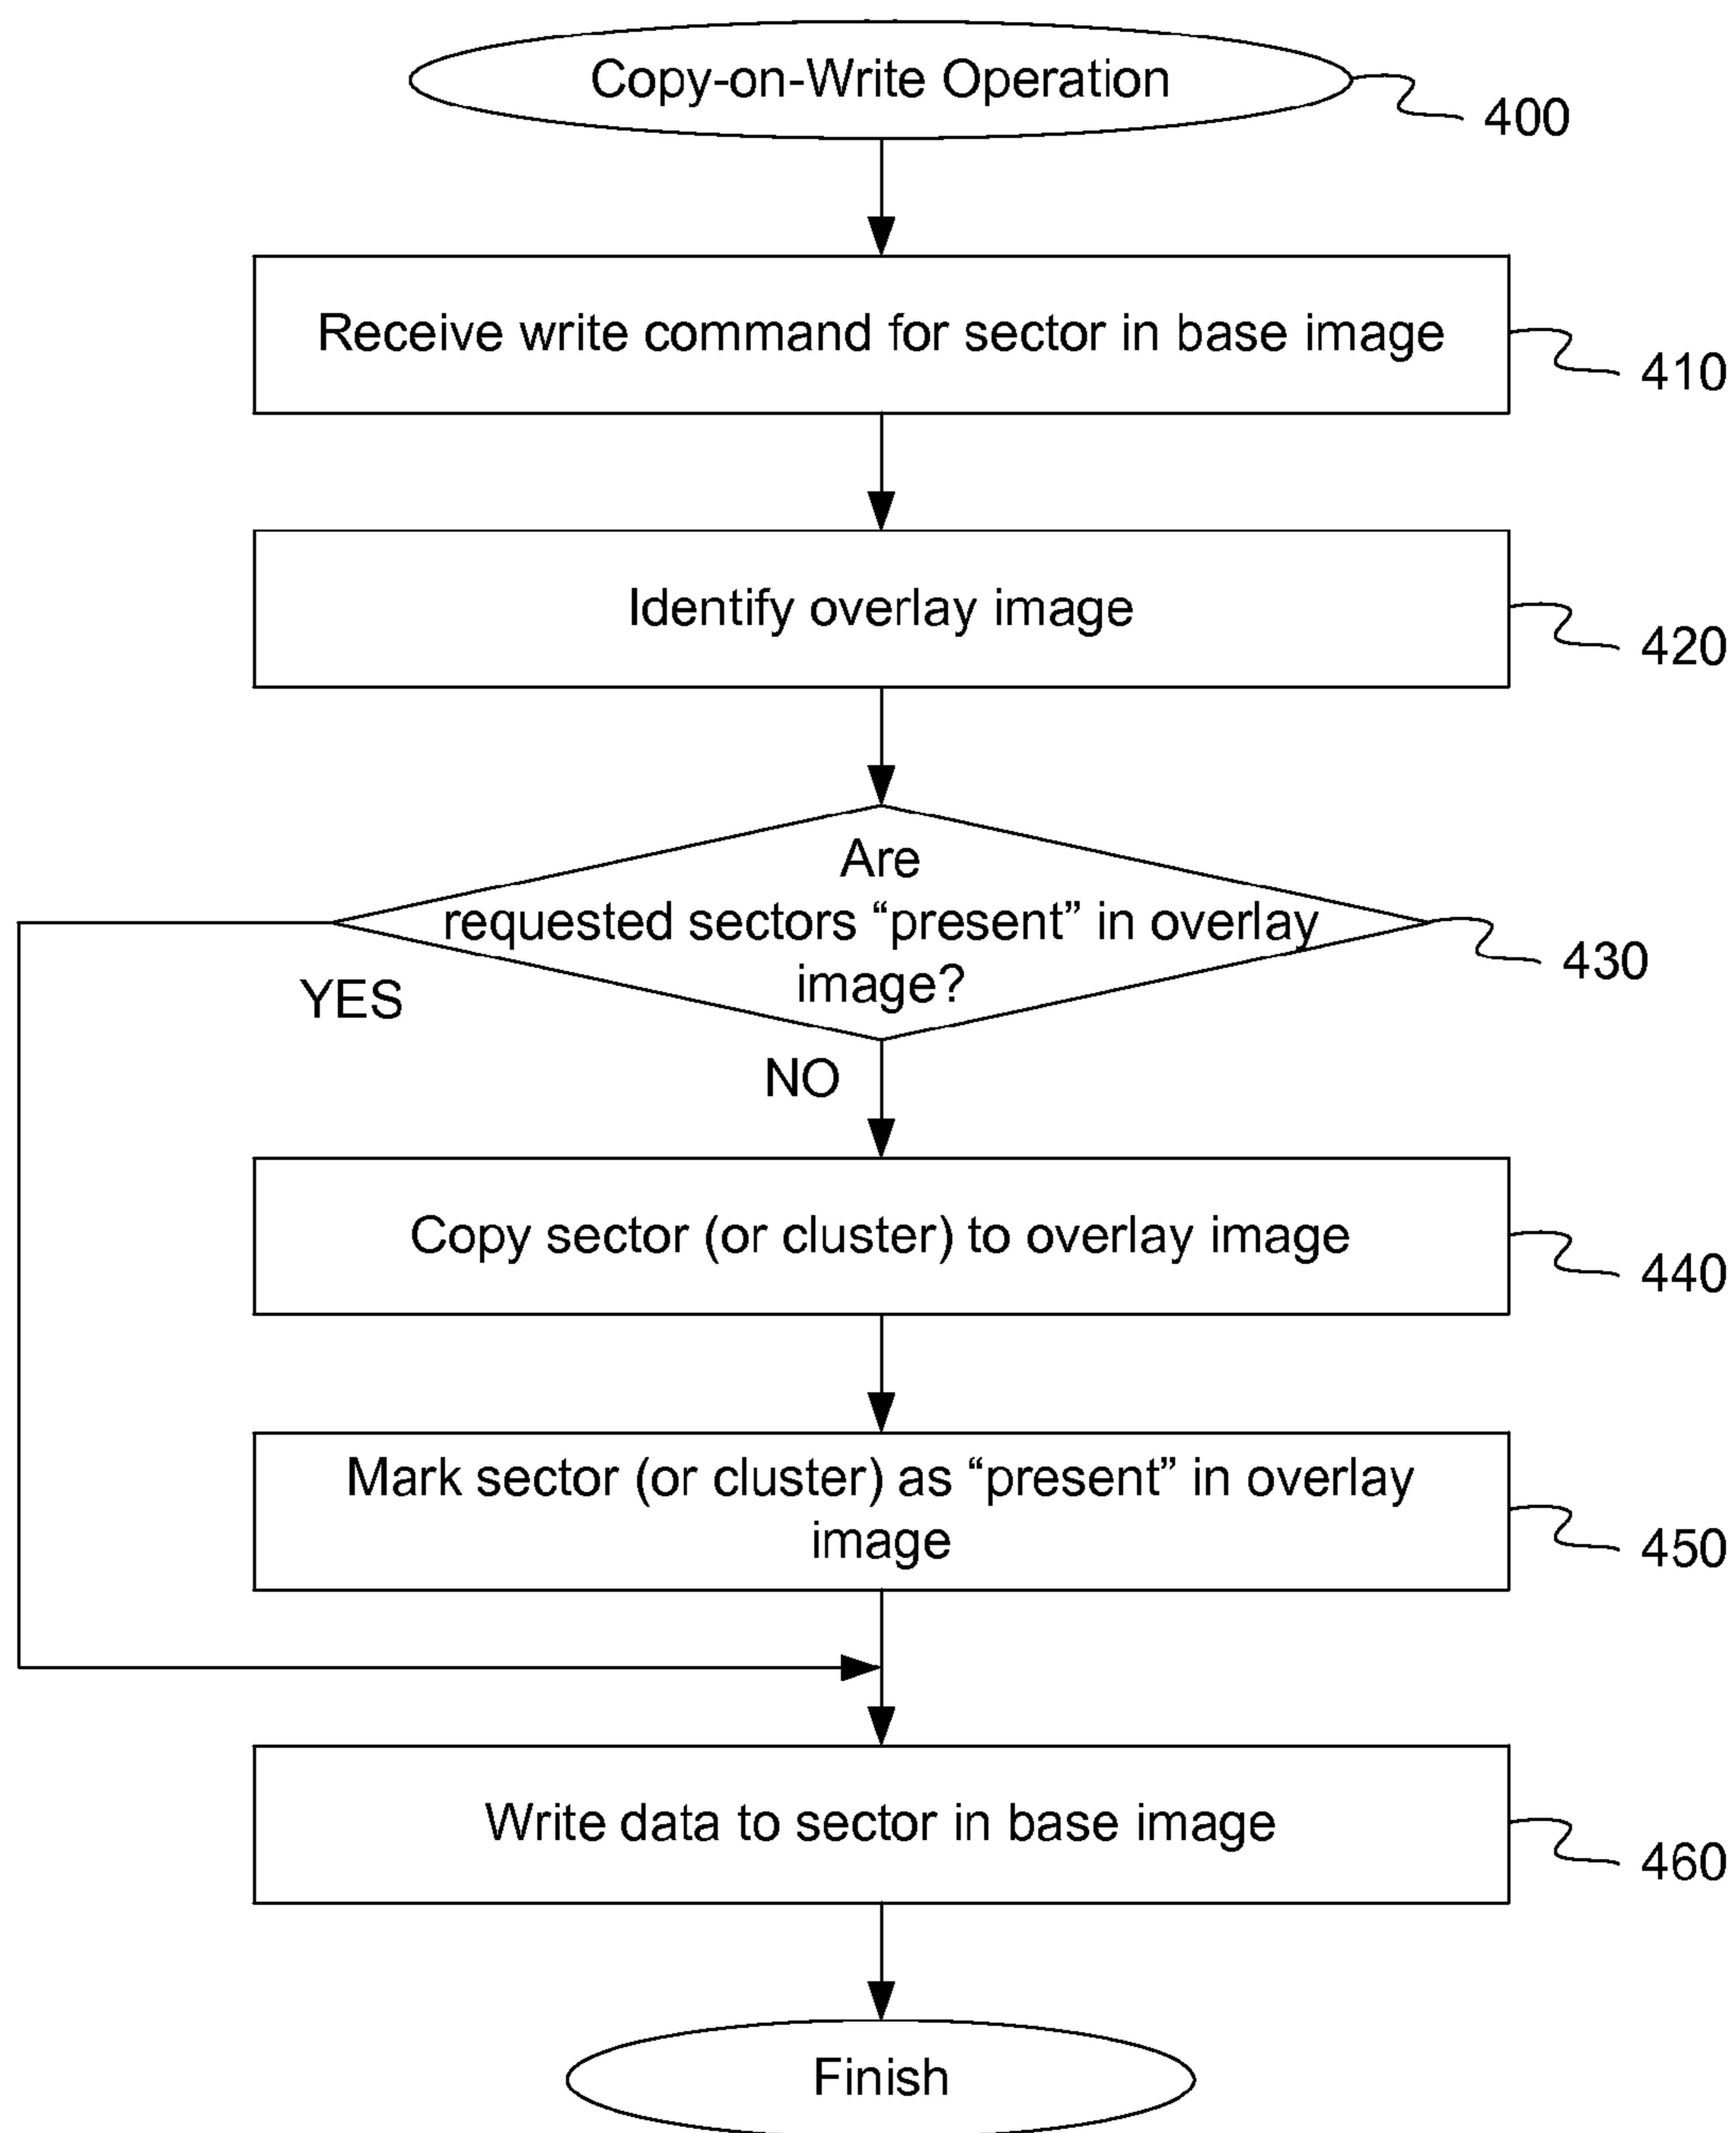 Copy-on-Write Operation
400
Receive write command for sector in base image
410
Identify overlay image
420
Are
requested sectors “present” in overlay
image?
430
YES
NO
Copy sector (or cluster) to overlay image
440
Mark sector (or cluster) as “present” in overlay
image
450
Write data to sector in base image
460
Finish